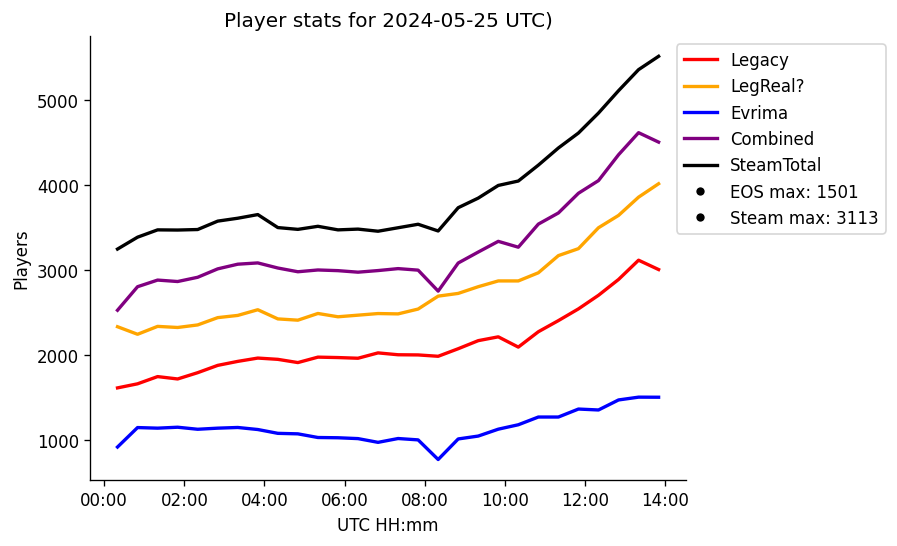 Player stats for 2024-05-25 UTC)
Legacy
LegReal?
Evrima
Combined
SteamTotal
EOS max: 1501
Steam max: 3113
Players
5000
4000
3000
2000
1000
00:00 02:00 04:00 06:00 08:00 10:00 12:00 14:00
UTC HH:mm